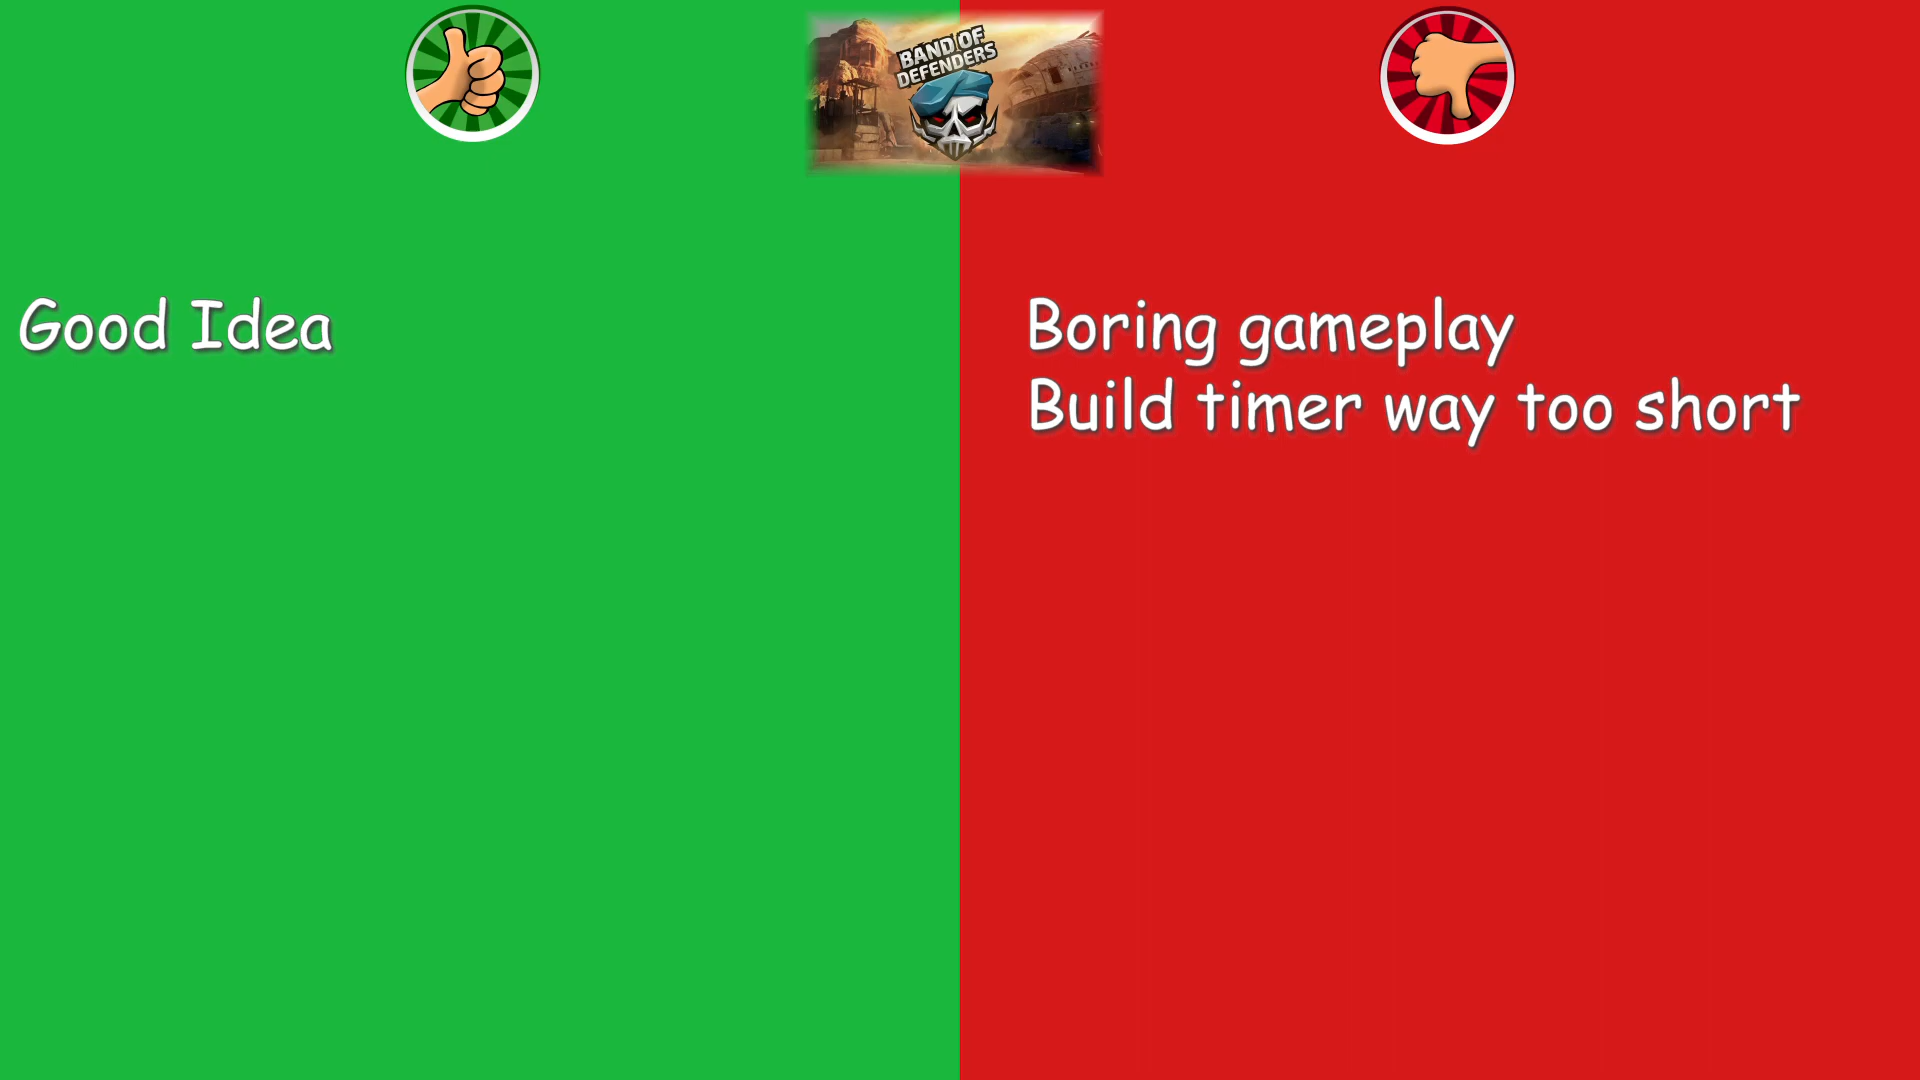 BAND OF
DEFENDERS
Good Idea
Boring gameplay
Build timer way too short